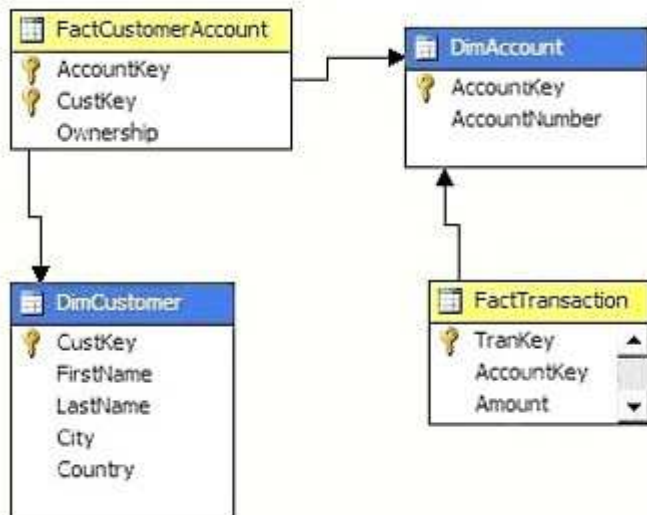 FactCustomerAccount
AccountKey
CustKey
Ownership
DimAccount
AccountKey
AccountNumber
DimCustomer
CustKey
FirstName
LastName
City
Country
FactTransaction
TranKey
AccountKey
Amount